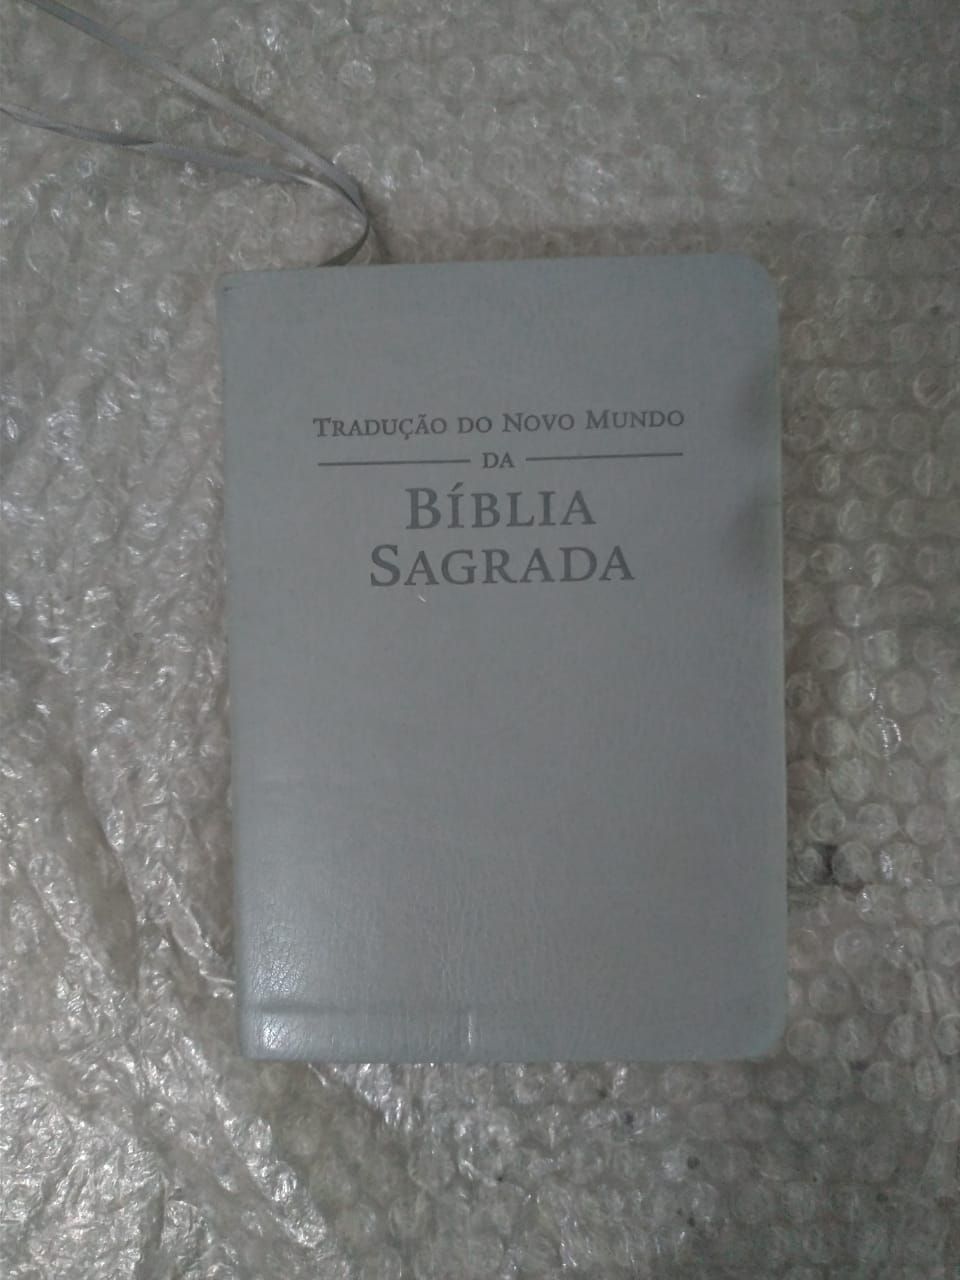 Tradução do Novo Mundo
da
Bíblia
Sagrada